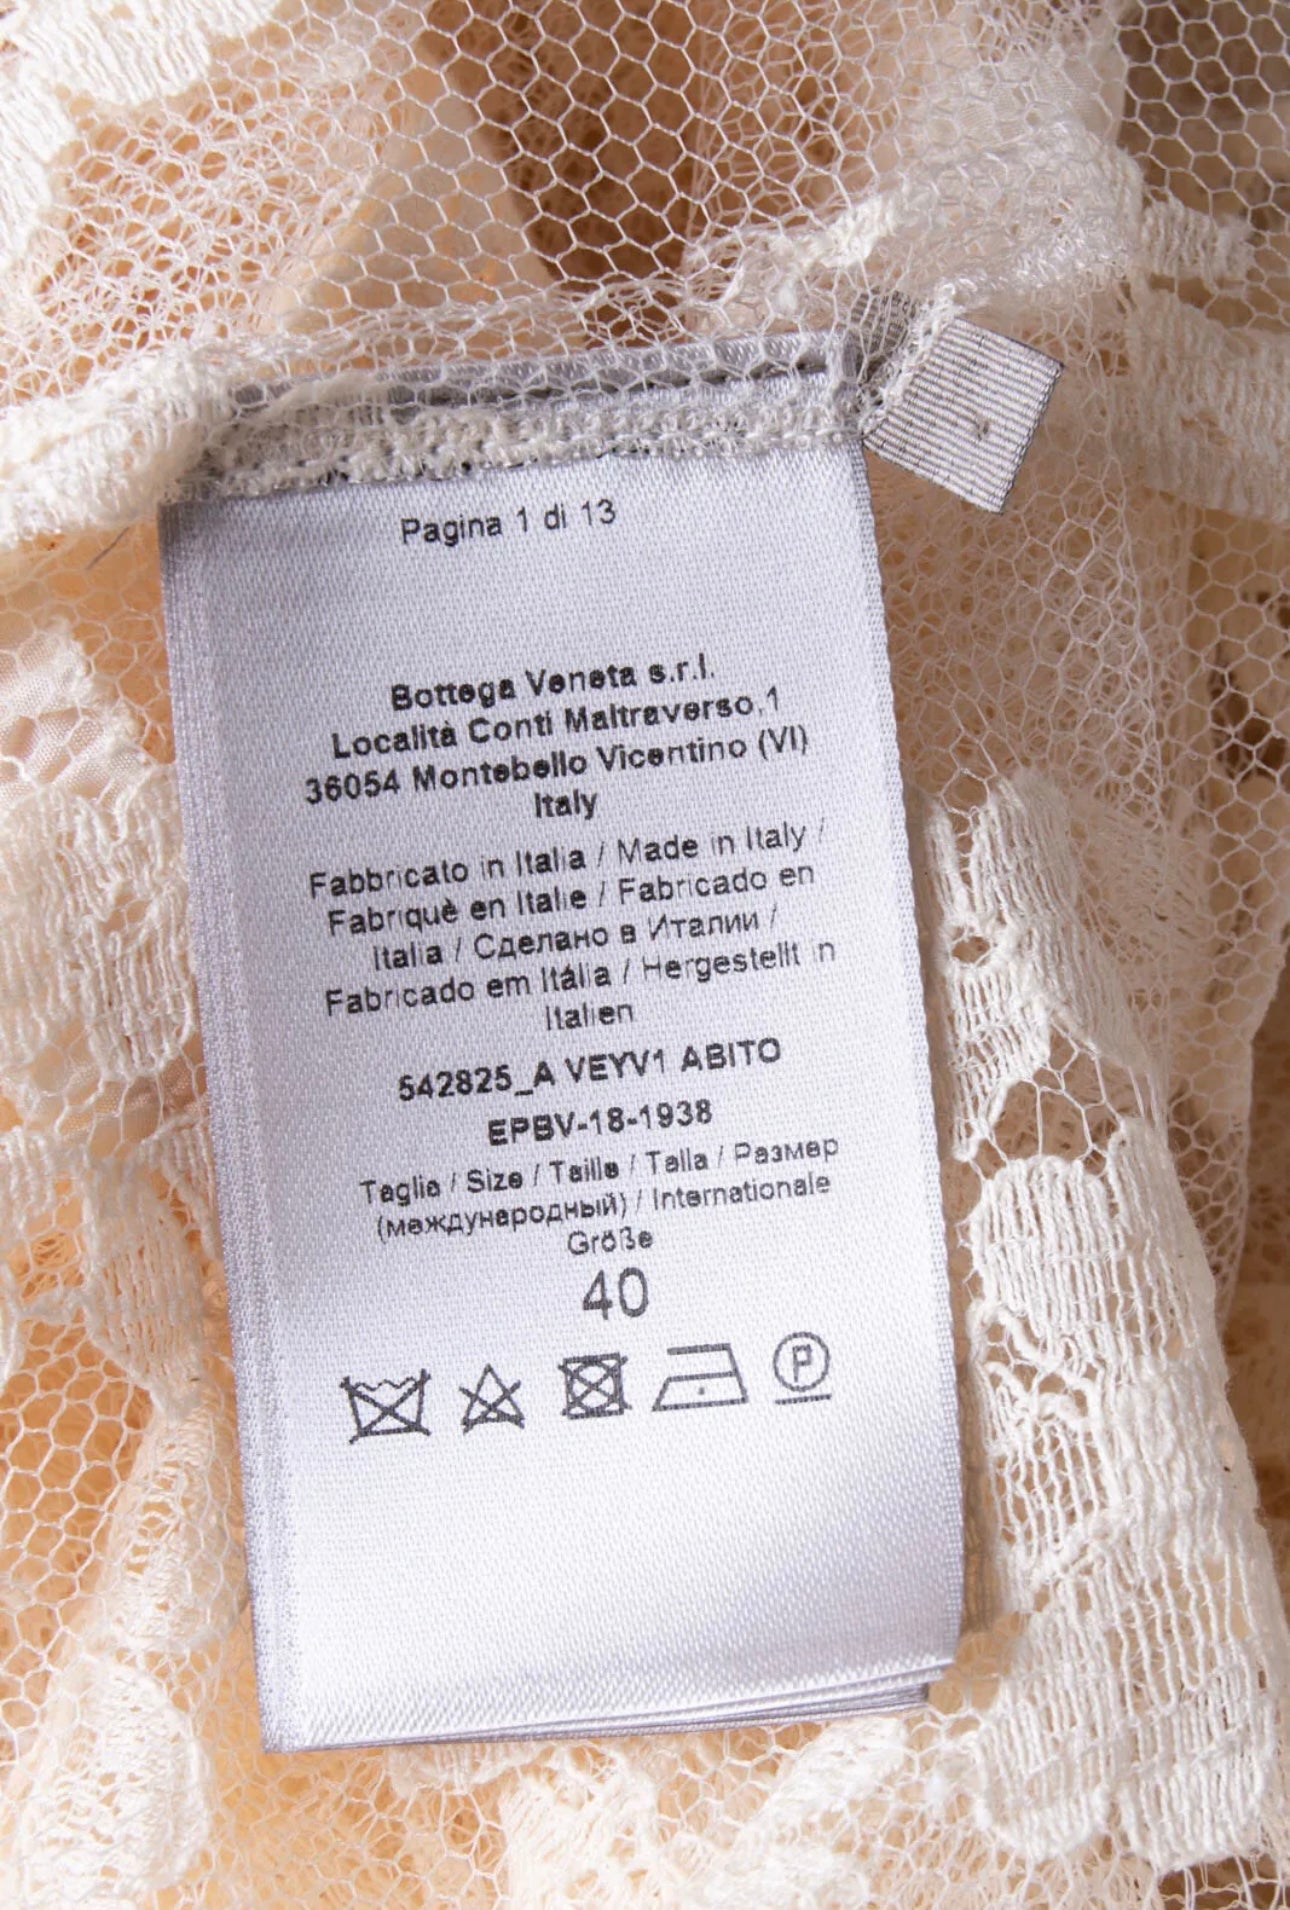 Pagina 1 di 13
Bottega Veneta s.r.l.
Località Conti Maltraverso,1
36054 Montebello Vicentino (VI)
Italy
Fabbricato in Italia / Made in Italy /
Fabriquè en Italie / Fabricado en
Italia / Сделано в Италии /
Fabricado em Itália / Hergestellt in
Italien
542825_A VEYV1 ABITO
EPBV-18-1938
Taglia / Size / Taille / Talla / Размер
(международный) / Internationale
Größe
40
P